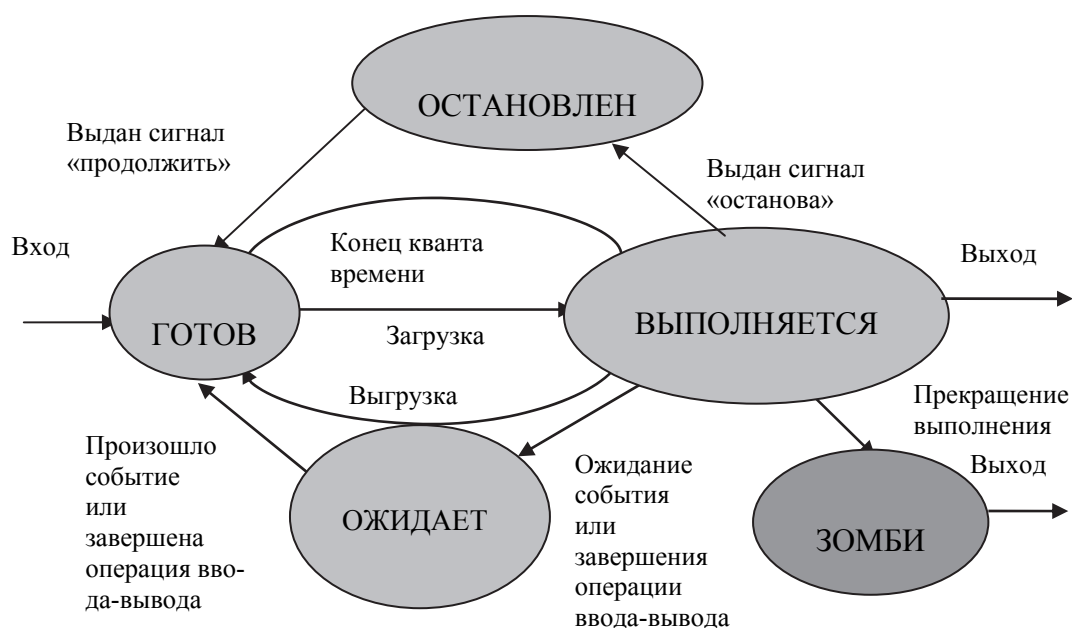 ОСТАНОВЛЕН
Выдан сигнал
«продолжить»
Выдан сигнал
«останова»
Вход
Конец кванта
времени
Выход
ГОТОВ
Загрузка
ВЫПОЛНЯЕТСЯ
Выгрузка
Прекращение
выполнения
Произошло
событие
или
завершена
операция вво-
да-вывода
ОЖИДАЕТ
Ожидание
события
или
завершения
операции
ввода-вывода
Выход
ЗОМБИ